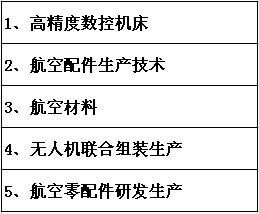 1、高精度数控机床
2、航空配件生产技术
3、航空材料
4、无人机联合组装生产
5、航空零配件研发生产